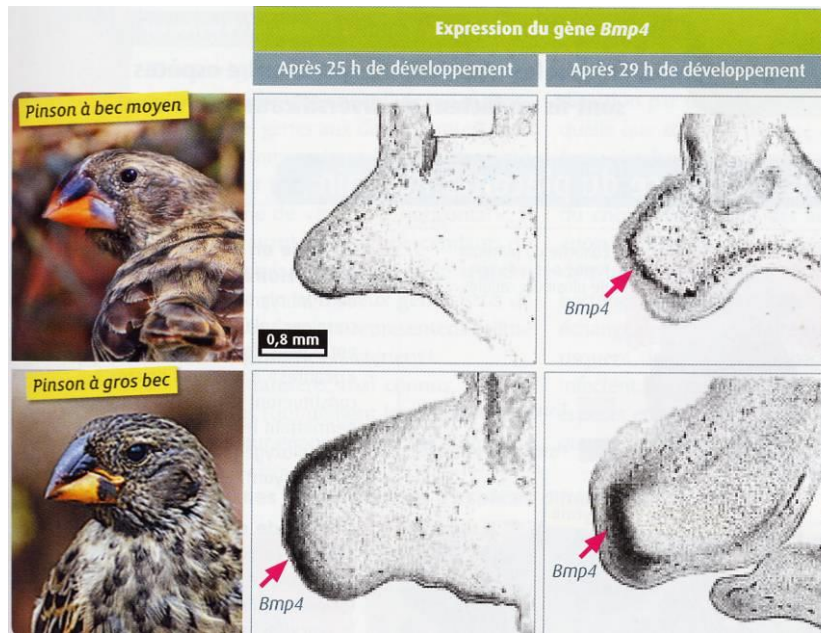 Expression du gène Bmp4
Après 25 h de développement
Après 29 h de développement
Pinson à bec moyen
Bmp4
0,8 mm
Pinson à gros bec
Bmp4
Bmp4